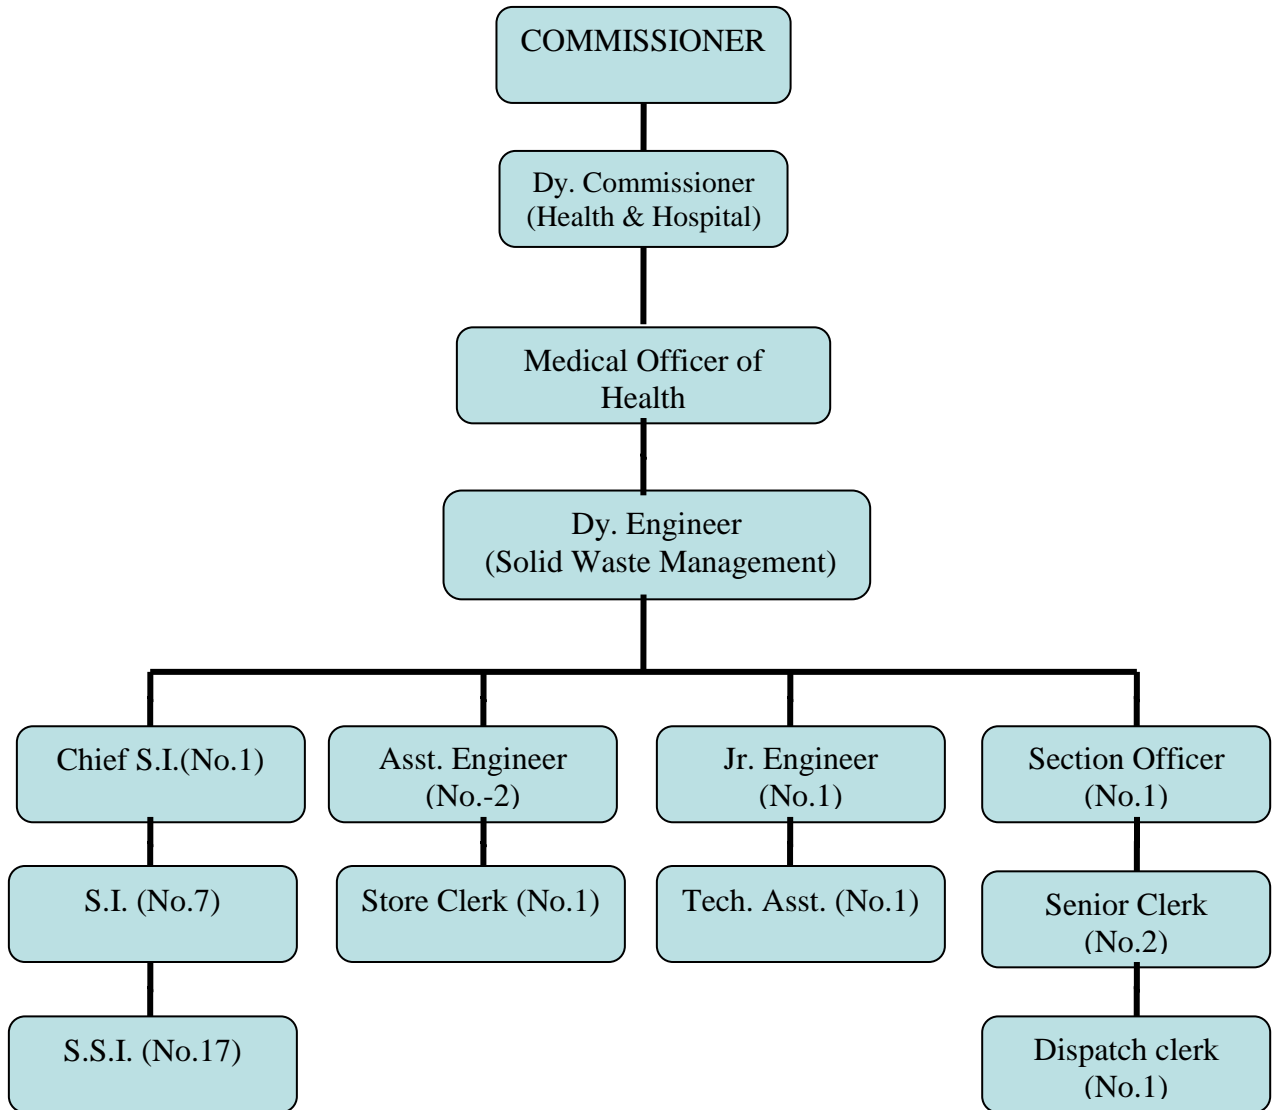 COMMISSIONER
Dy. Commissioner
(Health & Hospital)
Medical Officer of
Health
Dy. Engineer
(Solid Waste Management)
Chief S.I.(No.1)
Asst. Engineer
(No.-2)
Jr. Engineer
(No.1)
Section Officer
(No.1)
S.I. (No.7)
Store Clerk (No.1)
Tech. Asst. (No.1)
Senior Clerk
(No.2)
S.S.I. (No.17)
Dispatch clerk
(No.1)